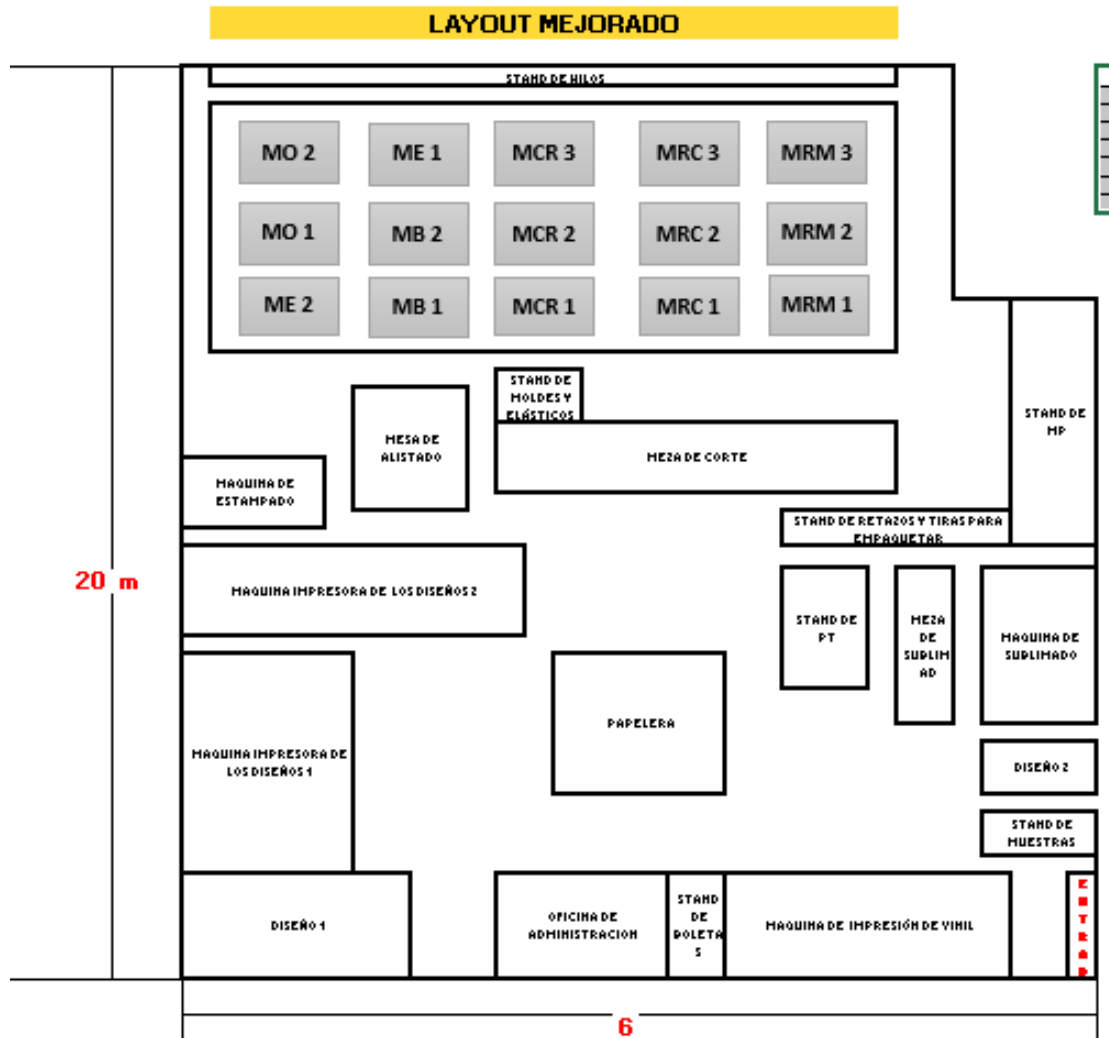 LAYOUT MEJORADO
STAND DE HILOS
MO 2
ME 1
MCR 3
MRC 3
MRM 3
MO 1
MB 2
MCR 2
MRC 2
MRM 2
ME 2
MB 1
MCR 1
MRC 1
MRM 1
STAND DE
MOLDES Y
ELÁSTICOS
STAND DE
MP
MESA DE
ALISTADO
MEZA DE CORTE
MAQUINA DE
ESTAMPADO
STAND DE RETAZOS Y TIRAS PARA
EMPAQUETAR
20 m
MAQUINA IMPRESORA DE LOS DISEÑOS 2
STAND DE
PT
MEZA
DE
SUBLIM
AD
MAQUINA DE
SUBLIMADO
PAPELERA
MAQUINA IMPRESORA DE
LOS DISEÑOS 1
DISEÑO 2
STAND DE
MUESTRAS
DISEÑO 1
OFICINA DE
ADMINISTRACION
STAND
DE
BOLETA
S
MAQUINA DE IMPRESIÓN DE VINIL
E
N
T
R
A
D
6